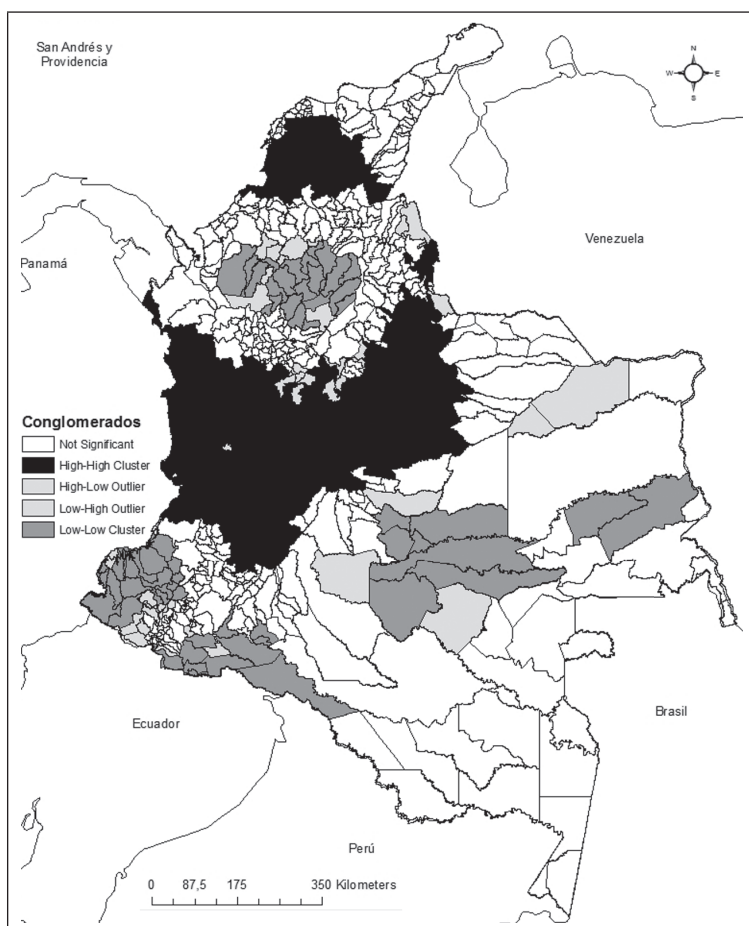 San Andrés y
Providencia
N
W
E
S
Venezuela
Panamá
Conglomerados
Not Significant
High-High Cluster
High-Low Outlier
Low-High Outlier
Low-Low Cluster
Ecuador
Brasil
Perú
0 87,5 175 350 Kilometers